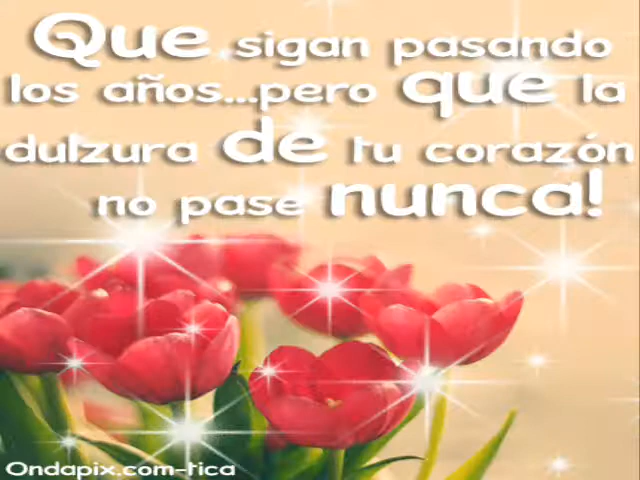 Que sigan pasando
los años...pero que la
dulzura de tu corazón
no pase nunca!
Ondapix.com-tica